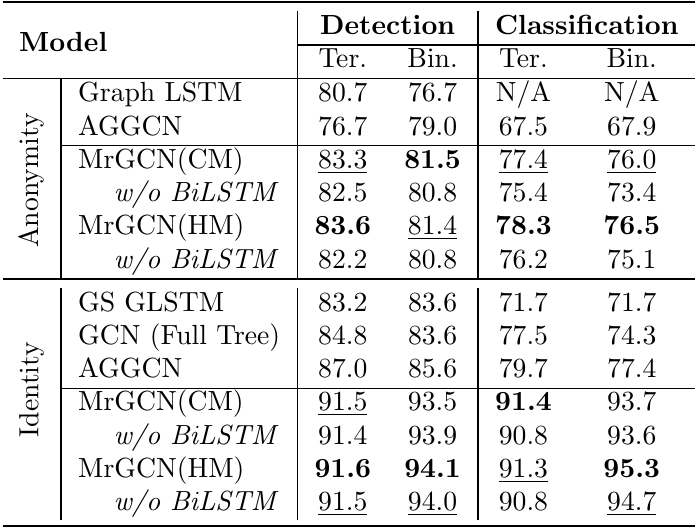 Model Detection Classification
Ter. Bin. Ter. Bin.
Anonymity
Graph LSTM 80.7 76.7 N/A N/A
AGGCN 76.7 79.0 67.5 67.9
MrGCN(CM) 83.3 81.5 77.4 76.0
w/o BiLSTM 82.5 80.8 75.4 73.4
MrGCN(HM) 83.6 81.4 78.3 76.5
w/o BiLSTM 82.2 80.8 76.2 75.1
Identity
GS GLSTM 83.2 83.6 71.7 71.7
GCN (Full Tree) 84.8 83.6 77.5 74.3
AGGCN 87.0 85.6 79.7 77.4
MrGCN(CM) 91.5 93.5 91.4 93.7
w/o BiLSTM 91.4 93.9 90.8 93.6
MrGCN(HM) 91.6 94.1 91.3 95.3
w/o BiLSTM 91.5 94.0 90.8 94.7